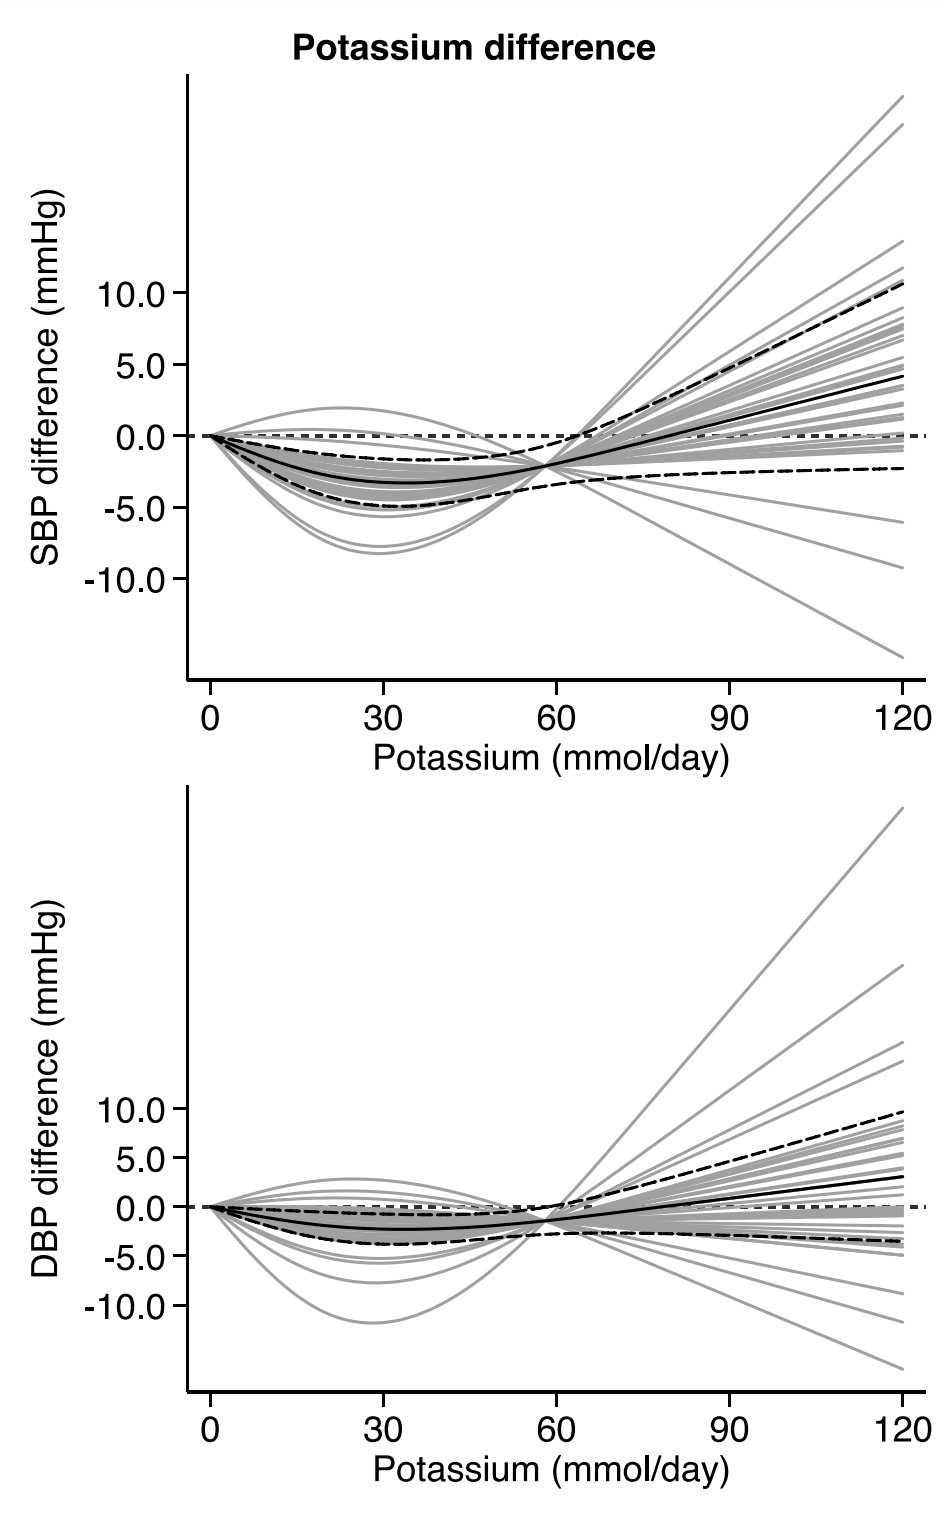 Potassium difference
SBP difference (mmHg)
10.0
5.0
0.0
-5.0
-10.0
0 30 60 90 120
Potassium (mmol/day)
DBP difference (mmHg)
10.0
5.0
0.0
-5.0
-10.0
0 30 60 90 120
Potassium (mmol/day)